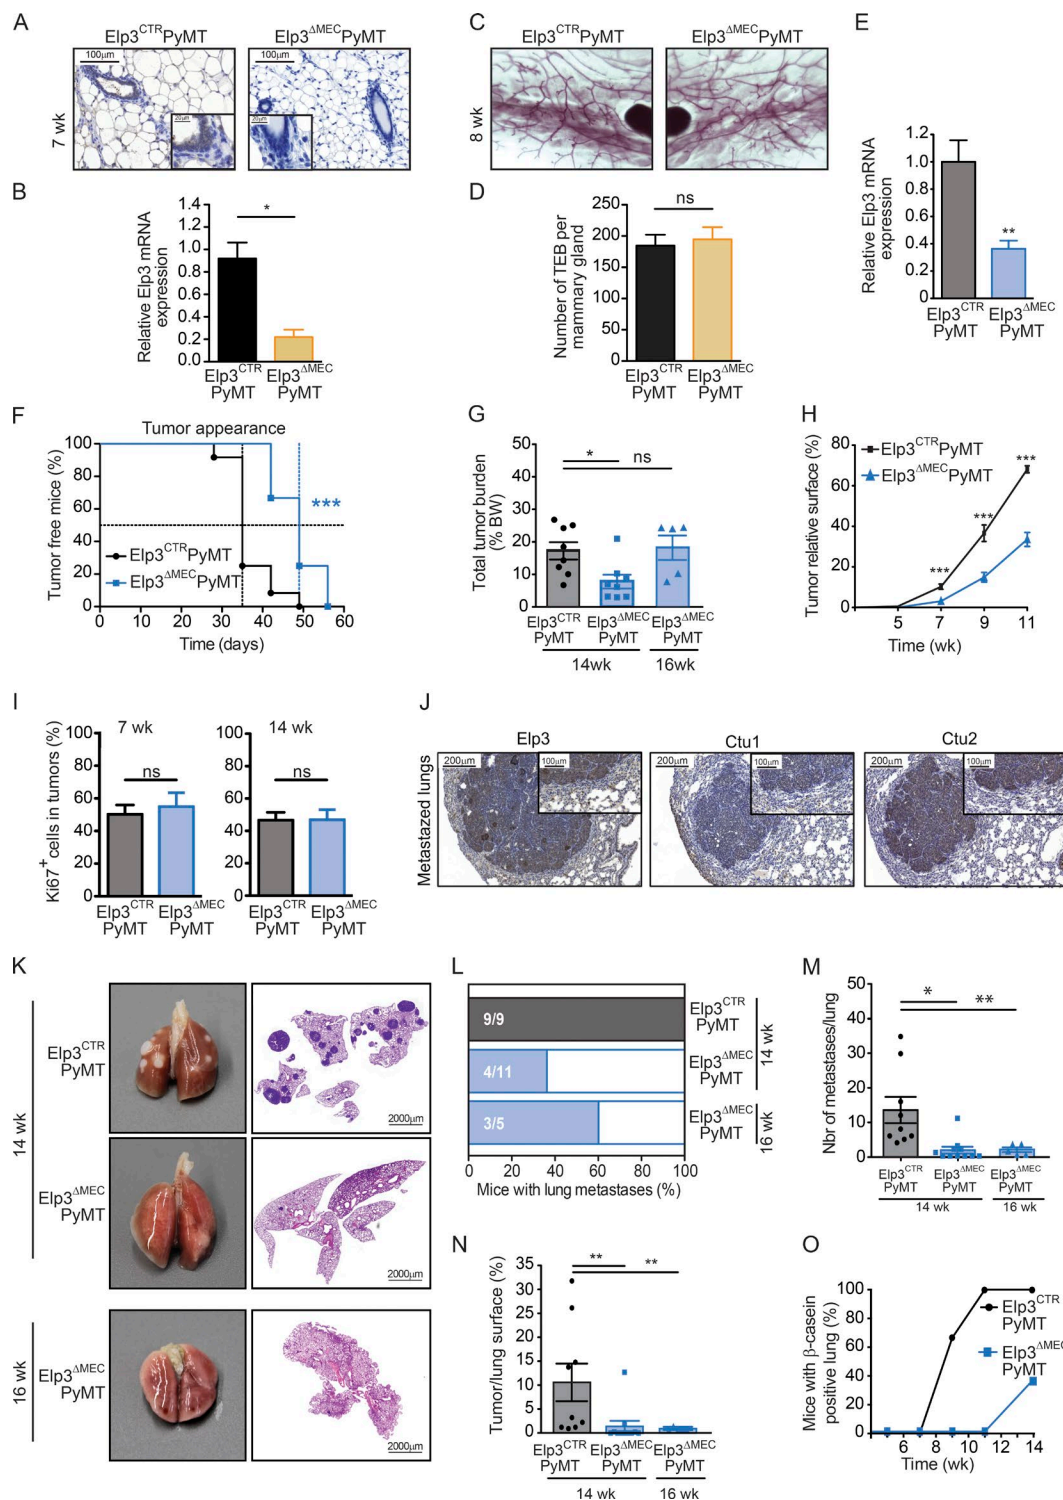 A
Elp3CTRPyMT
Elp3ΔMECPyMT
100μm
100μm
20μm
20μm
7 wk
B
Relative Elp3 mRNA
expression
1.4
1.2
1.0
0.8
0.6
0.4
0.2
0.0
*
Elp3CTR
PyMT
Elp3ΔMEC
PyMT
C
Elp3CTRPyMT
Elp3ΔMECPyMT
8 wk
D
Number of TEB per
mammary gland
250
200
150
100
50
0
ns
Elp3CTR
PyMT
Elp3ΔMEC
PyMT
E
Relative Elp3 mRNA
expression
1.2
1.0
0.8
0.6
0.4
0.2
0
**
Elp3CTR
PyMT
Elp3ΔMEC
PyMT
F
Tumor appearance
Tumor free mice (%)
100
80
60
40
20
0
***
Elp3CTRPyMT
Elp3ΔMECPyMT
0 10 20 30 40 50 60
Time (days)
G
Total tumor burden
(% BW)
50
40
30
20
10
0
* ns
Elp3CTR
PyMT
Elp3ΔMEC
PyMT
Elp3ΔMEC
PyMT
14wk 16wk
H
Tumor relative surface (%)
80
60
40
20
0
Elp3CTRPyMT
Elp3ΔMECPyMT
***
***
***
***
5 7 9 11
Time (wk)
I
Ki67+cells in tumors (%)
7 wk
100
80
60
40
20
0
ns
Elp3CTR
PyMT
Elp3ΔMEC
PyMT
14 wk
100
80
60
40
20
0
ns
Elp3CTR
PyMT
Elp3ΔMEC
PyMT
J
Elp3
Ctu1
Ctu2
Metastazed lungs
200μm
100μm
200μm
100μm
200μm
100μm
K
14 wk
Elp3CTR
PyMT
2000μm
Elp3ΔMEC
PyMT
2000μm
16 wk
Elp3ΔMEC
PyMT
2000μm
L
9/9
4/11
3/5
Elp3CTR
PyMT
Elp3ΔMEC
PyMT
Elp3ΔMEC
PyMT
14 wk
16 wk
0 20 40 60 80 100
Mice with lung metastases (%)
M
Nbr of metastases/lung
50
40
30
20
10
0
* **
Elp3CTR
PyMT
Elp3ΔMEC
PyMT
Elp3ΔMEC
PyMT
14 wk 16 wk
N
Tumor/lung surface (%)
35
30
25
20
15
10
5
0
** **
Elp3CTR
PyMT
Elp3ΔMEC
PyMT
Elp3ΔMEC
PyMT
14 wk 16 wk
O
Mice with β-casein
positive lung (%)
100
80
60
40
20
0
Elp3CTR
PyMT
Elp3ΔMEC
PyMT
6 8 10 12 14
Time (wk)